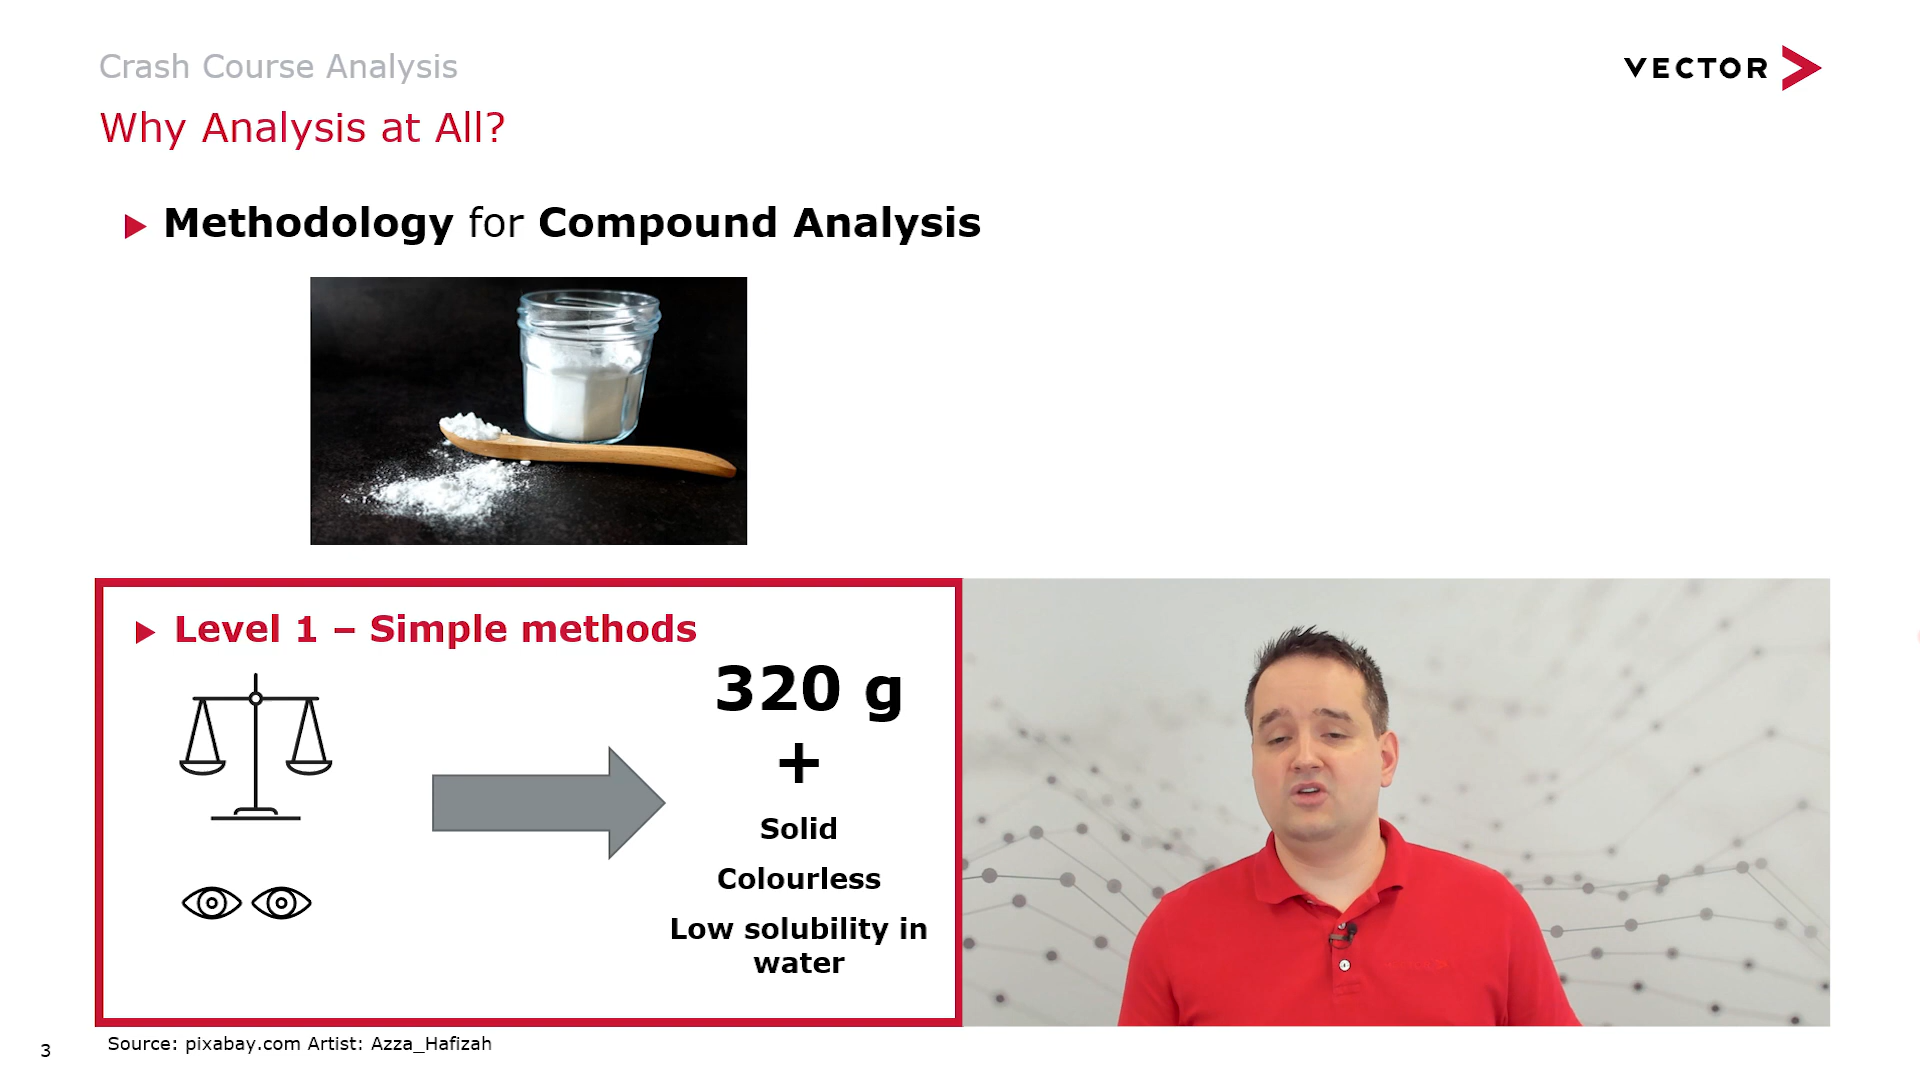 Crash Course Analysis
VECTOR
Why Analysis at All?
Methodology for Compound Analysis
Level 1 – Simple methods
320 g
+
Solid
Colourless
Low solubility in
water
Source: pixabay.com Artist: Azza_Hafizah
3